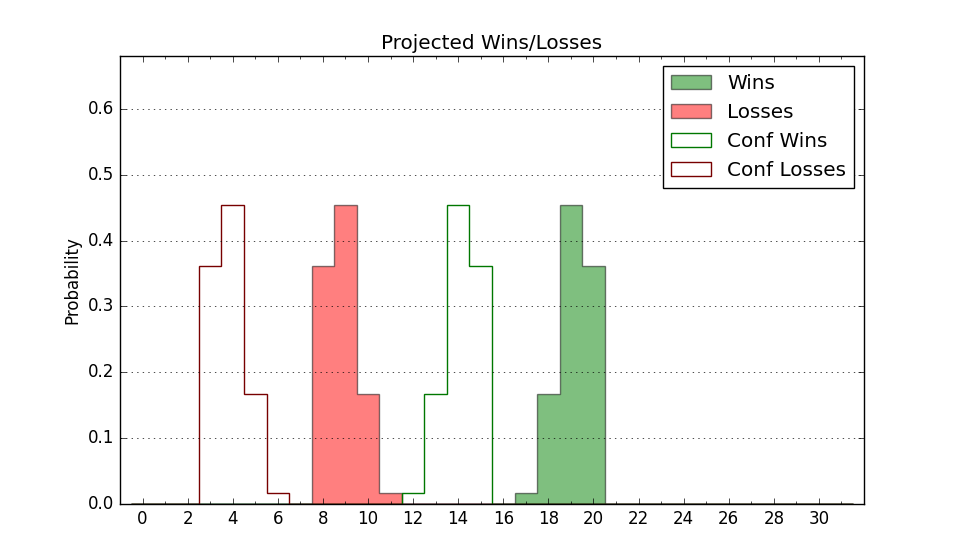 Projected Wins/Losses
Wins
Losses
Conf Wins
Conf Losses
Probability
0.6
0.5
0.4
0.3
0.2
0.1
0.0
0 2 4 6 8 10 12 14 16 18 20 22 24 26 28 30